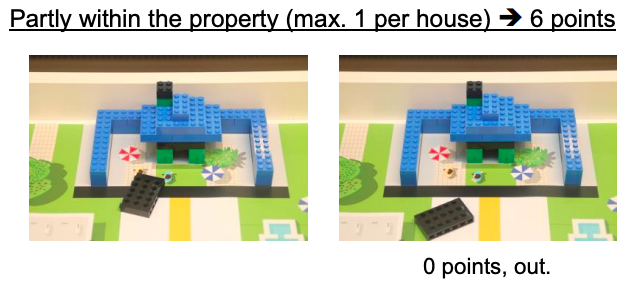 Partly within the property (max. 1 per house) ➔ 6 points
0 points, out.